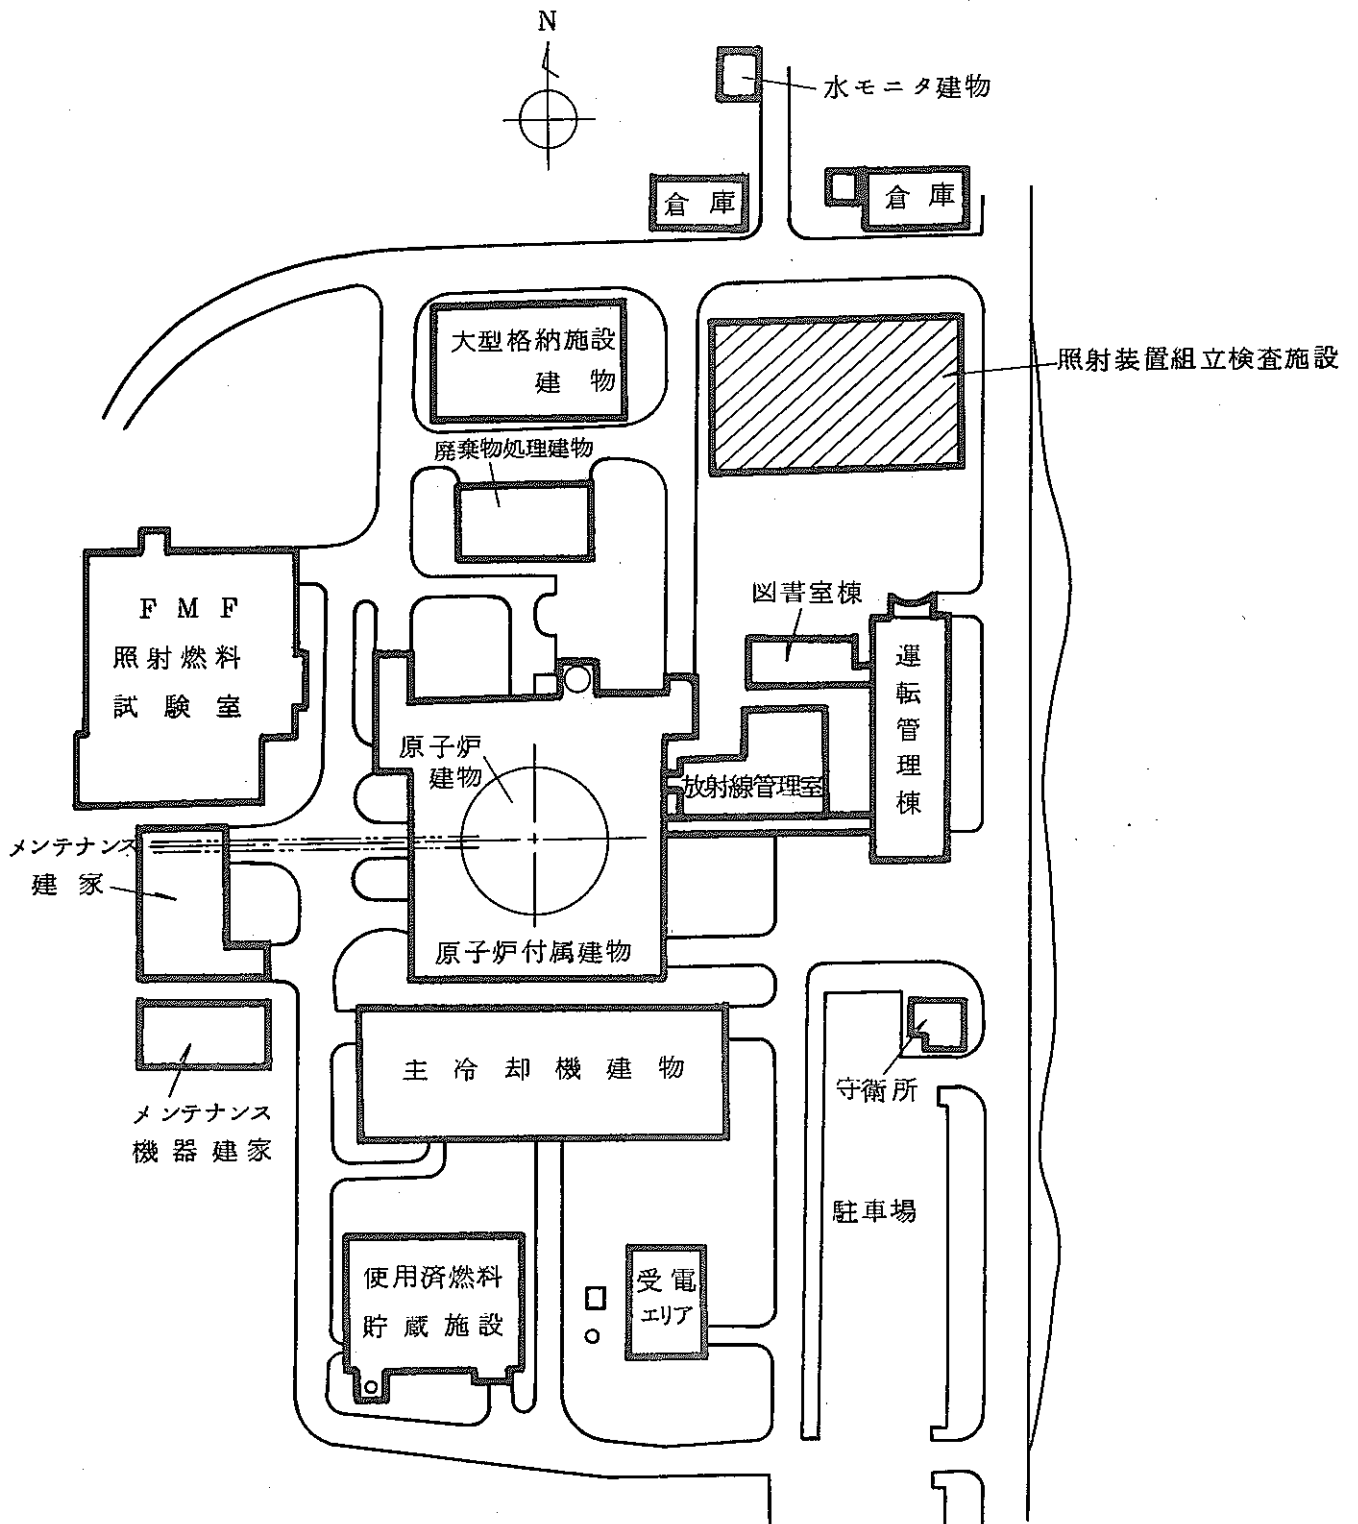 N
水モニタ建物
倉庫
倉庫
大型格納施設
建物
照射装置組立検査施設
廃棄物処理建物
図書室棟
FMF
照射燃料
試験室
運転管理棟
原子炉
建物
放射線管理室
メンテナンス
建家
原子炉付属建物
主冷却機建物
守衛所
メンテナンス
機器建家
駐車場
使用済燃料
貯蔵施設
受電
エリア